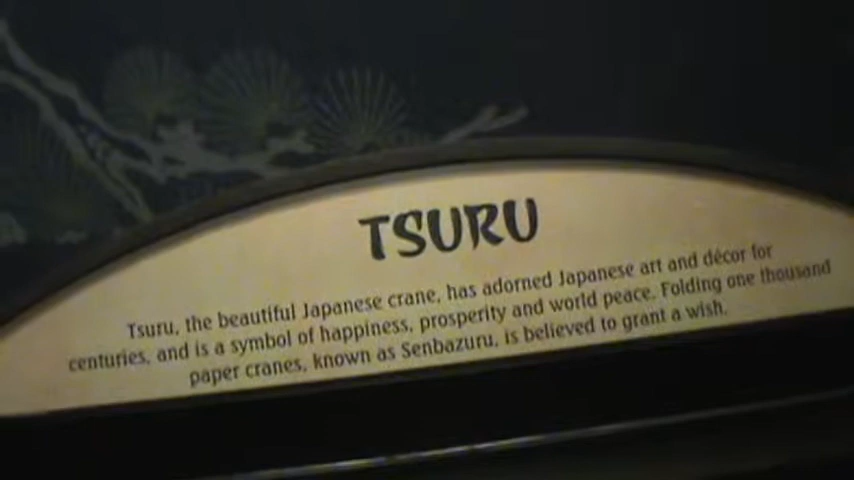 TSURU
Tsuru, the beautiful Japanese crane, has adorned Japanese art and décor for
centuries, and is a symbol of happiness, prosperity and world peace. Folding one thousand
paper cranes, known as Senbazuru, is believed to grant a wish.